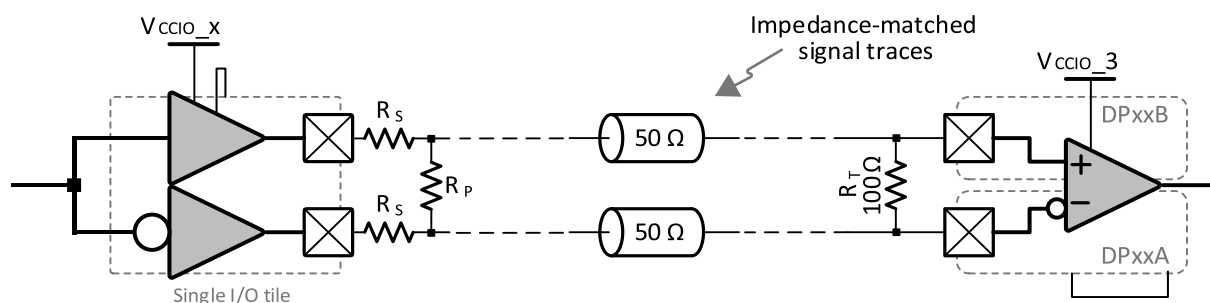 Impedance-matched
signal traces
VCCIO_x
VCCIO_3
DPxxB
RS
50 Ω
RP
RT
100Ω
+
RS
50 Ω
−
DPxxA
Single I/O tile